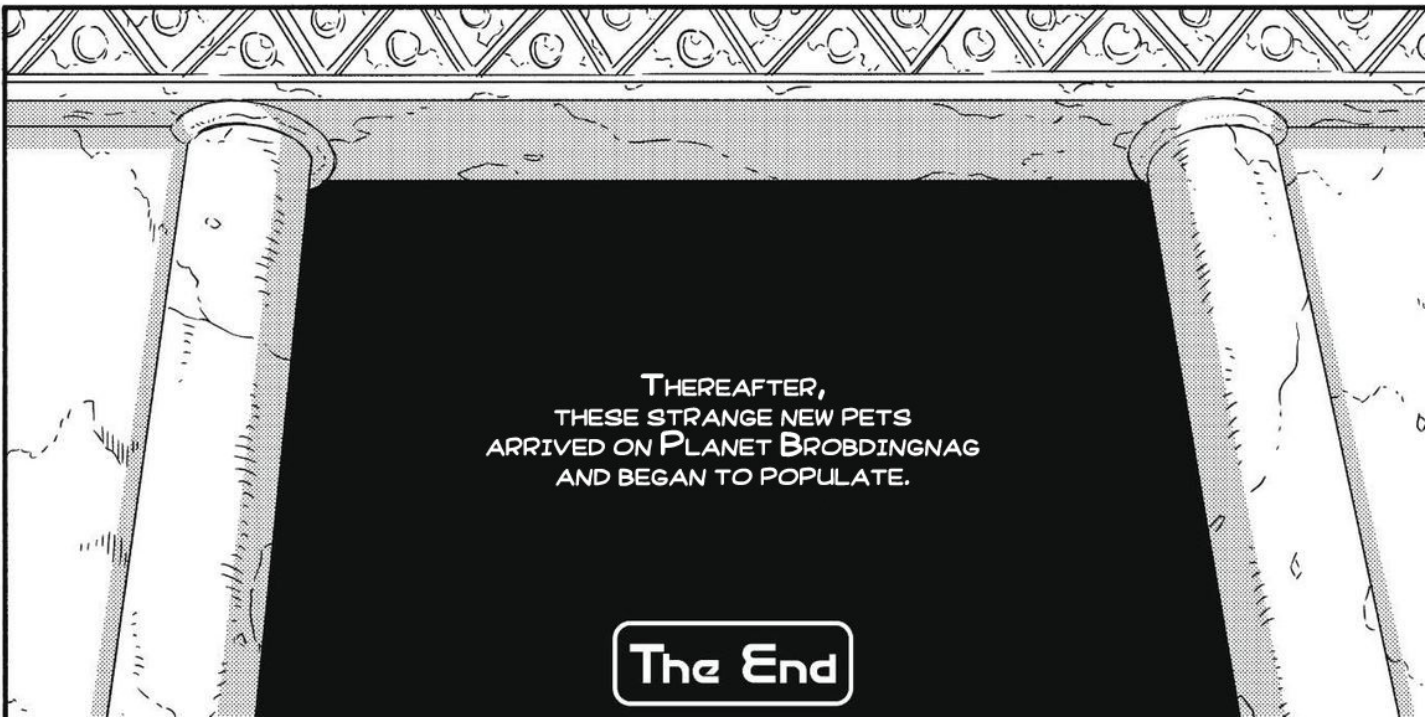 Thereafter,
these strange new pets
arrived on Planet Brobdingnag
and began to populate.
The End